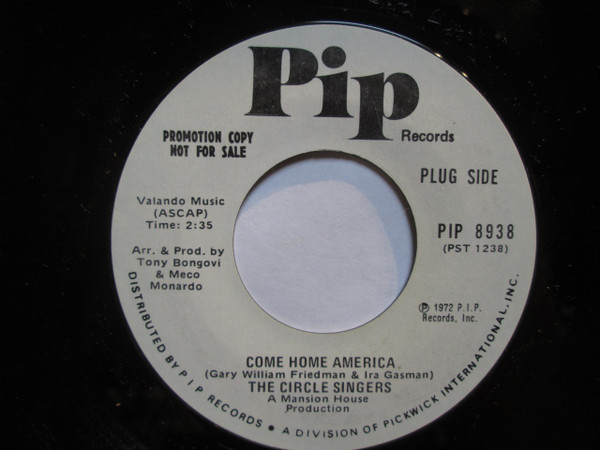 Pip
Records
PROMOTION COPY
NOT FOR SALE
PLUG SIDE
Valando Music
(ASCAP)
Time: 2:35
PIP 8938
(PST 1238)
Arr. & Prod. by
Tony Bongovi
& Meco
Monardo
℗ 1972 P.I.P.
Records, Inc.
COME HOME AMERICA
(Gary William Friedman & Ira Gasman)
THE CIRCLE SINGERS
A Mansion House
Production
DISTRIBUTED BY P I P RECORDS • A DIVISION OF PICKWICK INTERNATIONAL, INC.